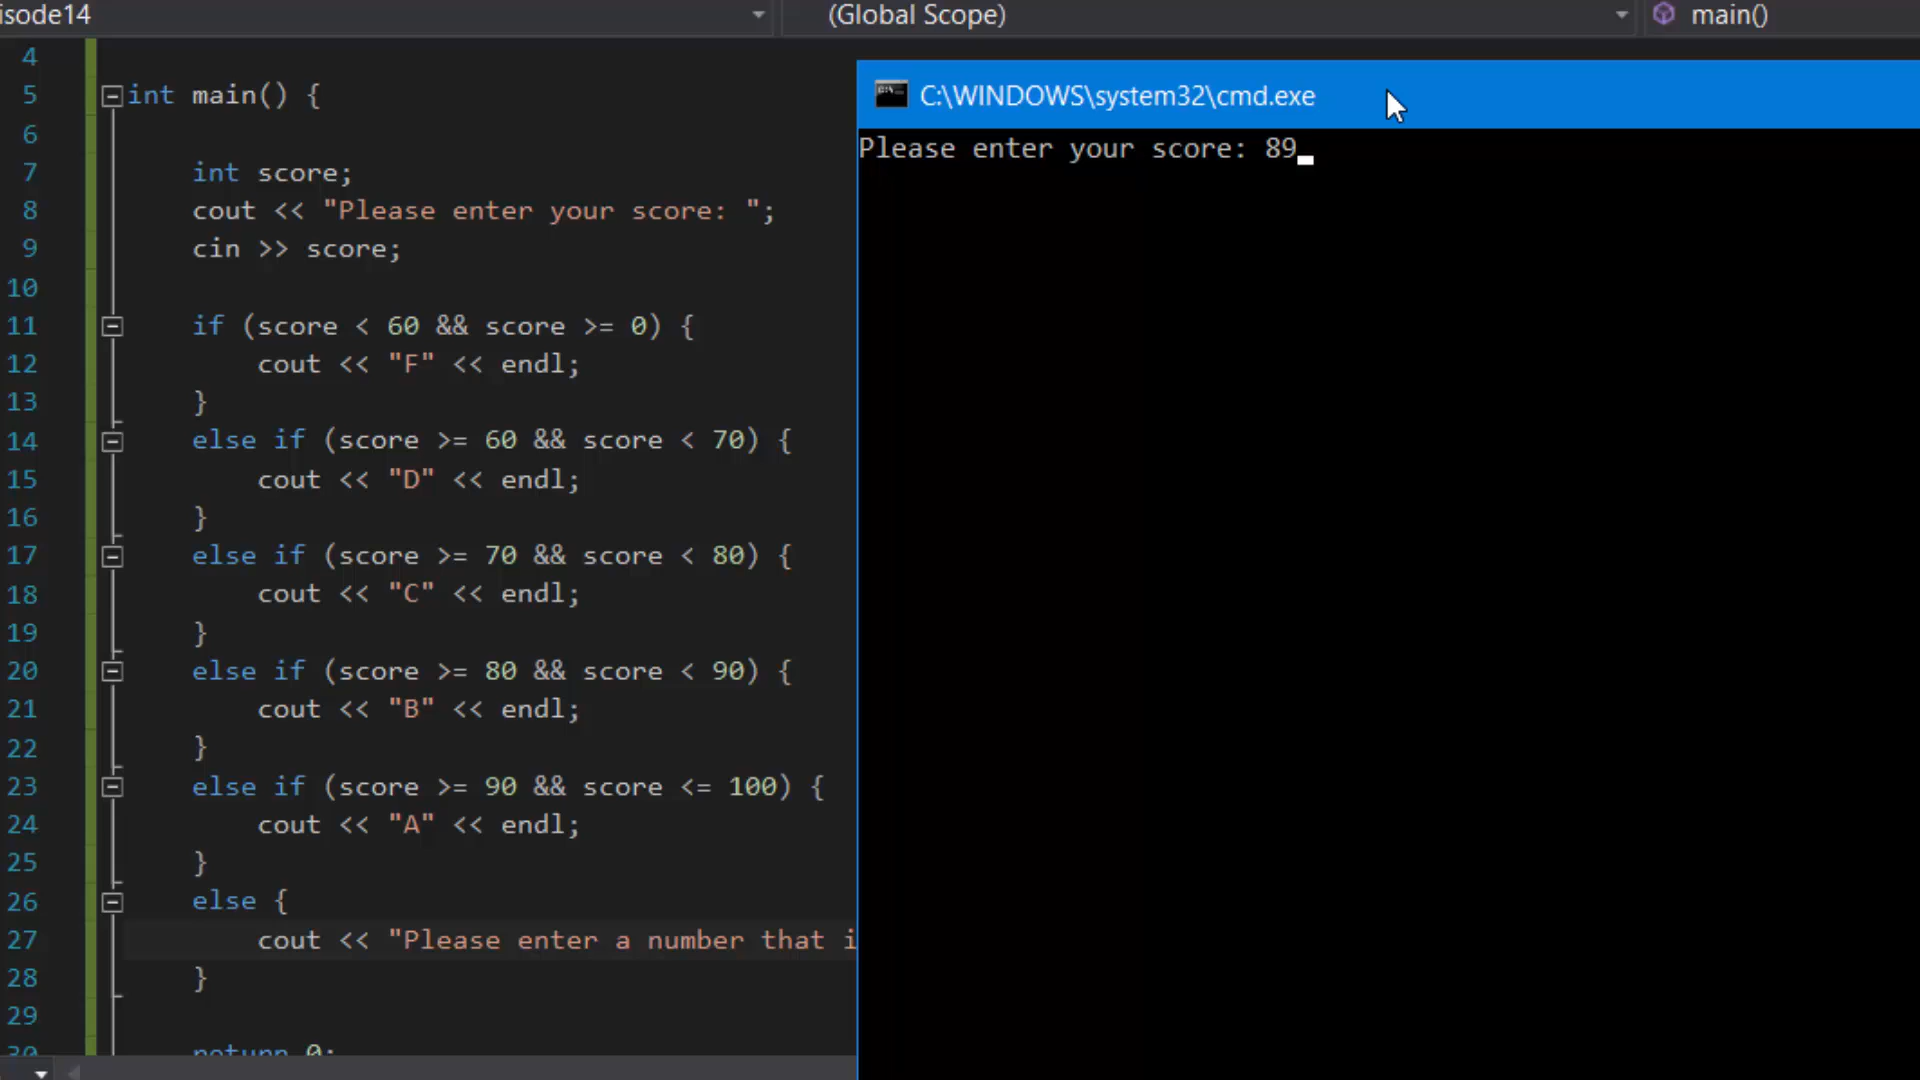 isode14
(Global Scope)
main()
4
5 int main() {
6
7 int score;
8 cout << "Please enter your score: ";
9 cin >> score;
10
11 if (score < 60 && score >= 0) {
12 cout << "F" << endl;
13 }
14 else if (score >= 60 && score < 70) {
15 cout << "D" << endl;
16 }
17 else if (score >= 70 && score < 80) {
18 cout << "C" << endl;
19 }
20 else if (score >= 80 && score < 90) {
21 cout << "B" << endl;
22 }
23 else if (score >= 90 && score <= 100) {
24 cout << "A" << endl;
25 }
26 else {
27 cout << "Please enter a number that i
28 }
29
30 return 0;
C:\WINDOWS\system32\cmd.exe
Please enter your score: 89